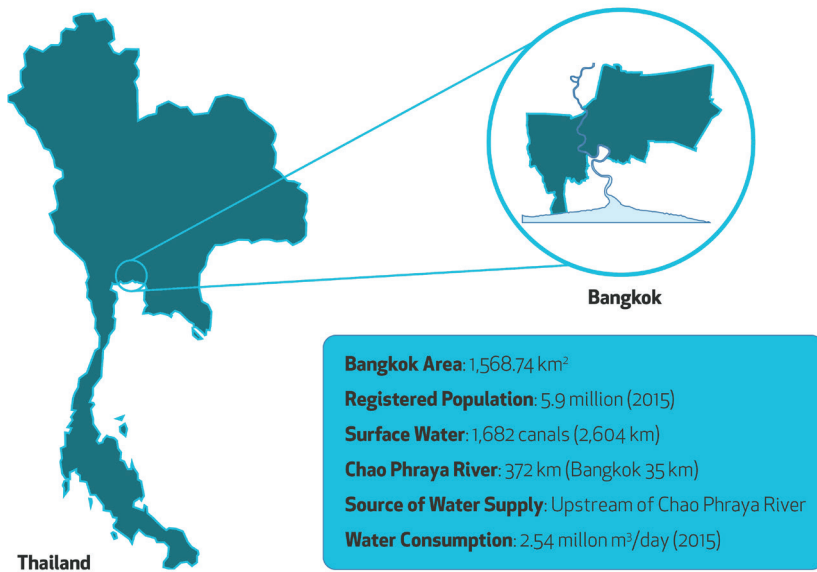 Bangkok
Bangkok Area: 1,568.74 km²
Registered Population: 5.9 million (2015)
Surface Water: 1,682 canals (2,604 km)
Chao Phraya River: 372 km (Bangkok 35 km)
Source of Water Supply: Upstream of Chao Phraya River
Water Consumption: 2.54 millon m³/day (2015)
Thailand